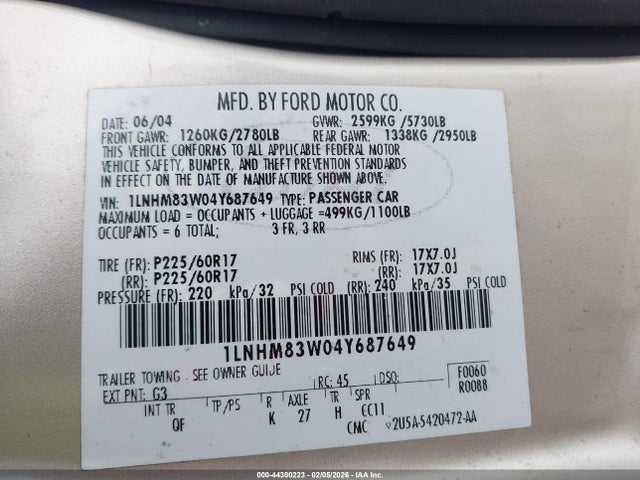 MFD. BY FORD MOTOR CO.
DATE: 06/04 GVWR: 2599KG /5730LB
FRONT GAWR: 1260KG/2780LB REAR GAWR: 1338KG /2950LB
THIS VEHICLE CONFORMS TO ALL APPLICABLE FEDERAL MOTOR
VEHICLE SAFETY, BUMPER, AND THEFT PREVENTION STANDARDS
IN EFFECT ON THE DATE OF MANUFACTURE SHOWN ABOVE.
VIN: 1LNHM83W04Y687649 TYPE: PASSENGER CAR
MAXIMUM LOAD = OCCUPANTS + LUGGAGE =499KG/1100LB
OCCUPANTS = 6 TOTAL; 3 FR, 3 RR
TIRE (FR): P225/60R17 RIMS (FR): 17X7.0J
(RR): P225/60R17 (RR): 17X7.0J
PRESSURE (FR): 220 kPa/32 PSI COLD (RR): 240 kPa/35 PSI COLD
1LNHM83W04Y687649
TRAILER TOWING - SEE OWNER GUIDE F0060
EXT PNT: G3 RC: 45 DSO: R0088
INT TR TP/PS R AXLE TR SPR
QF K 27 H CC11
CMC ▽2U5A-5420472-AA
000-44300223 - 02/05/2026 - IAA Inc.